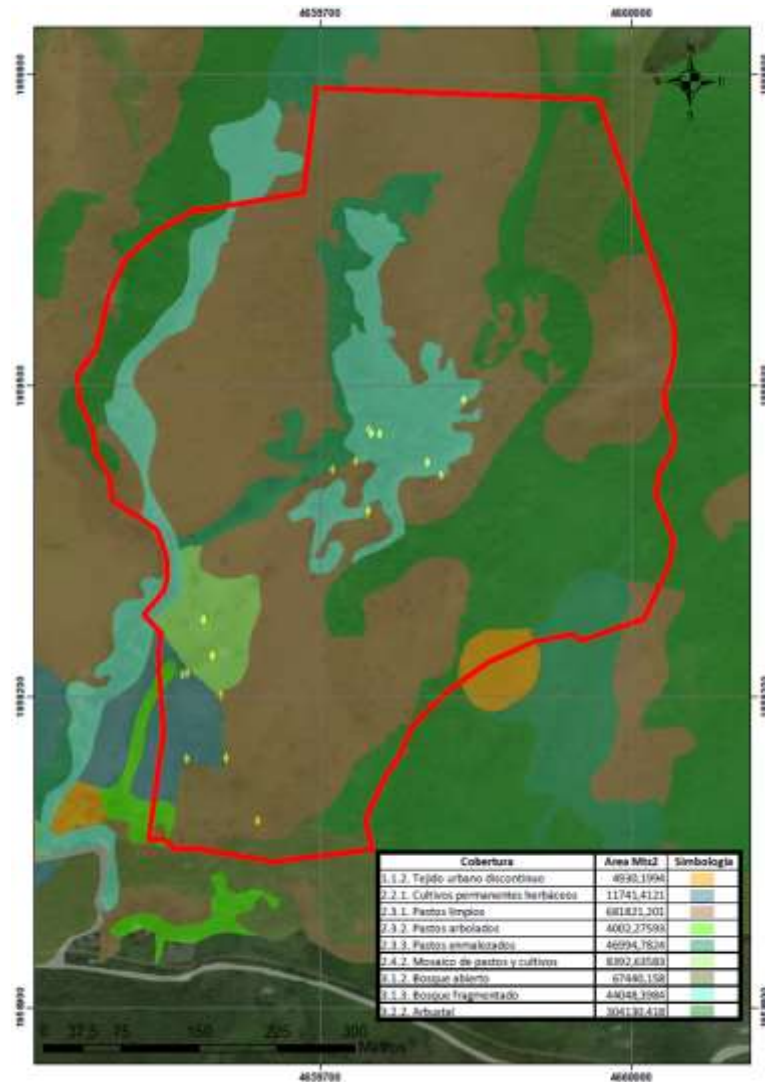 4659700 4660000
N
Cobertura Area Mts2 Simbología
1.1.2. Tejido urbano discontinuo 4930,1994
2.2.1. Cultivos permanentes herbáceos 11741,4121
2.3.1. Pastos limpios 681821,201
2.3.2. Pastos arbolados 4002,27593
2.3.3. Pastos enmalezados 46994,7824
2.4.2. Mosaico de pastos y cultivos 8392,63583
3.1.2. Bosque abierto 67440,158
3.1.3. Bosque fragmentado 44048,3984
3.2.2. Arbustal 304130,418
0 37,5 75 150 225 300
Metros
4659700 4660000